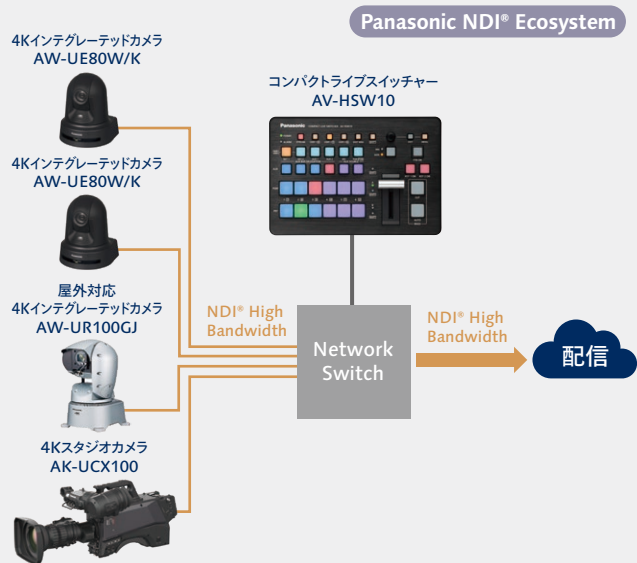 Panasonic NDI® Ecosystem
4Kインテグレーテッドカメラ
AW-UE80W/K
コンパクトライブスイッチャー
AV-HSW10
Panasonic
4Kインテグレーテッドカメラ
AW-UE80W/K
屋外対応
4Kインテグレーテッドカメラ
AW-UR100GJ
NDI® High
Bandwidth
Network
Switch
NDI® High
Bandwidth
配信
4Kスタジオカメラ
AK-UCX100